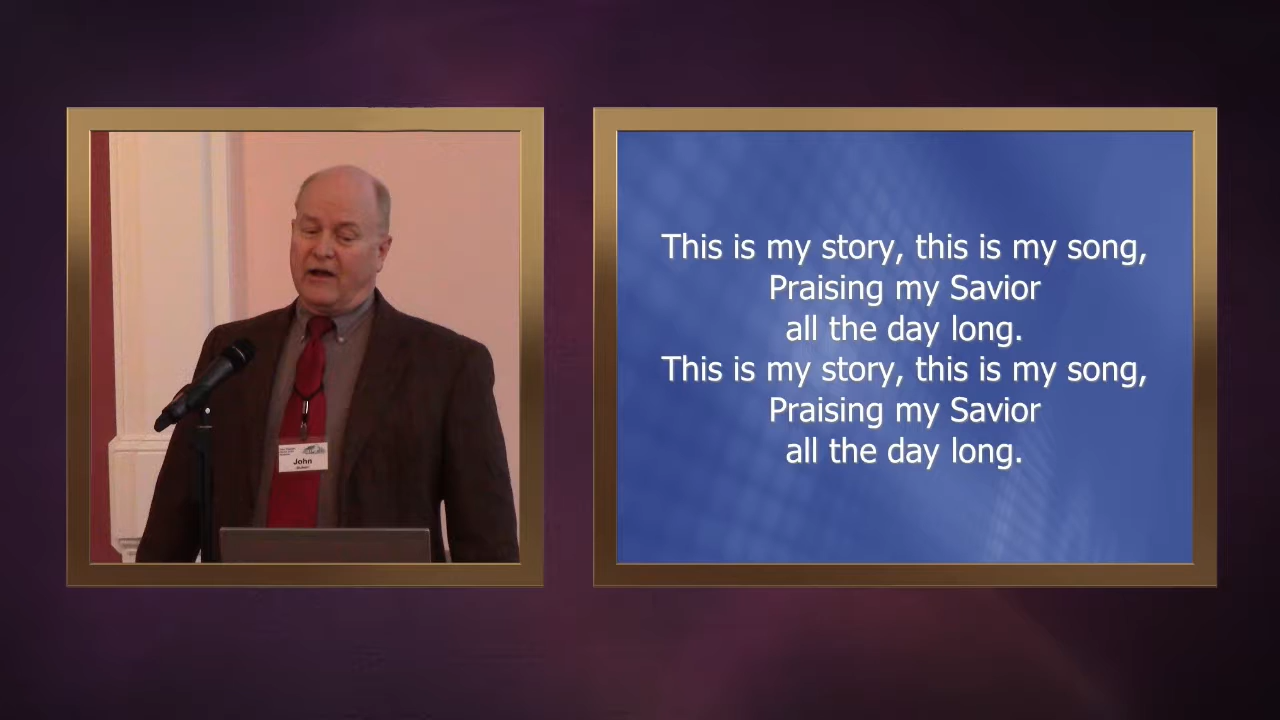 John
This is my story, this is my song,
Praising my Savior
all the day long.
This is my story, this is my song,
Praising my Savior
all the day long.